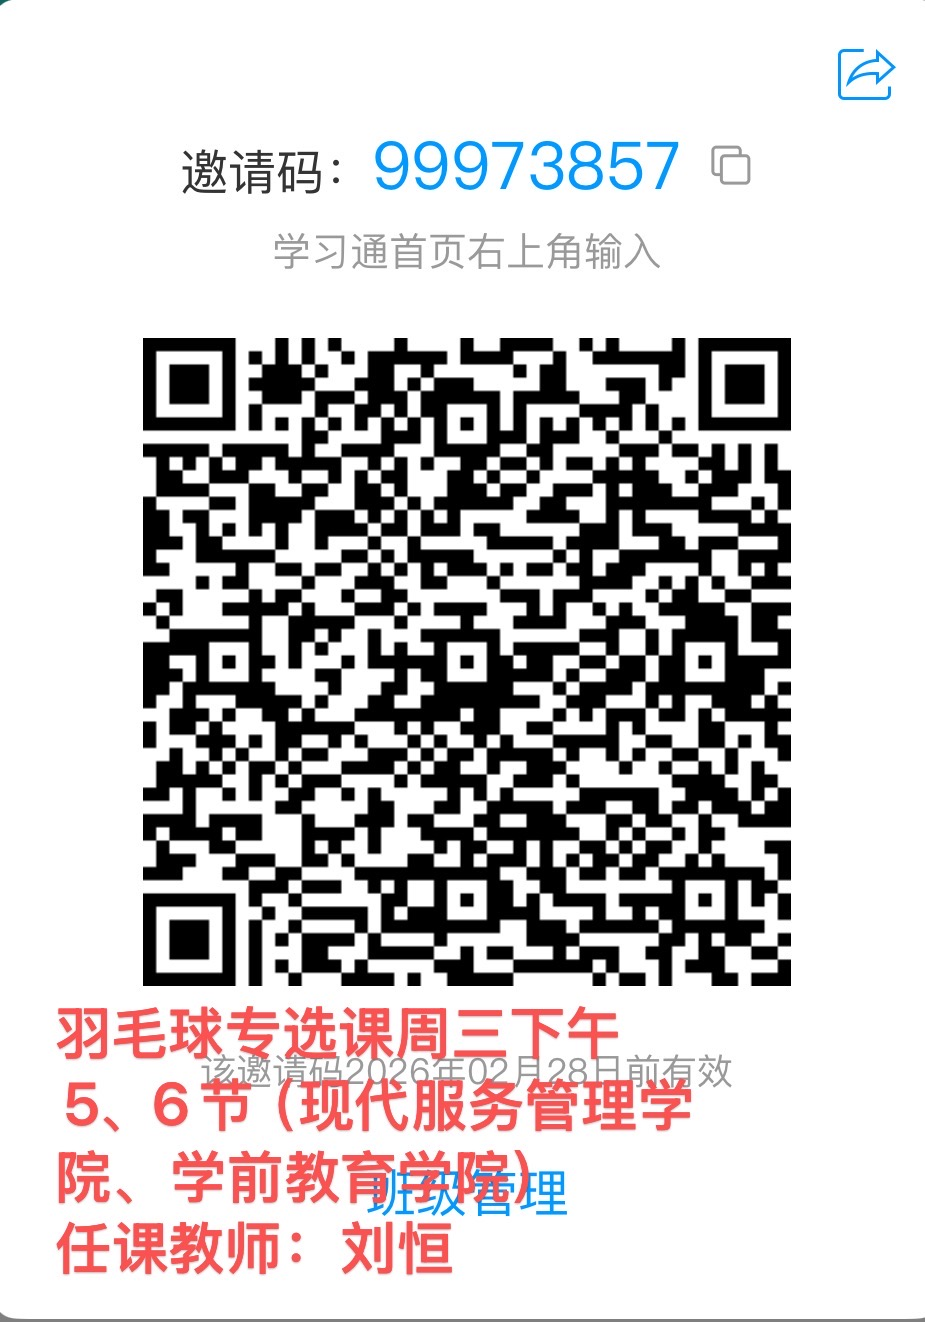 邀请码：99973857
学习通首页右上角输入
羽毛球专选课周三下午
该邀请码2026年02月28日前有效
5、6节（现代服务管理学
院、学前教育学院）
班级管理
任课教师：刘恒